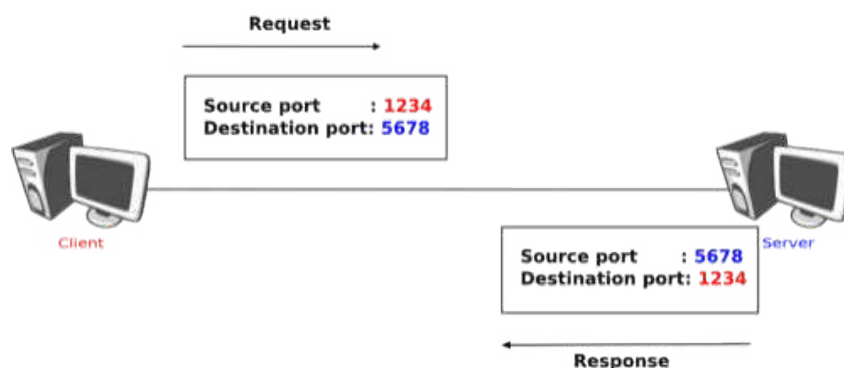 Request
Source port : 1234
Destination port: 5678
Client
Server
Source port : 5678
Destination port: 1234
Response